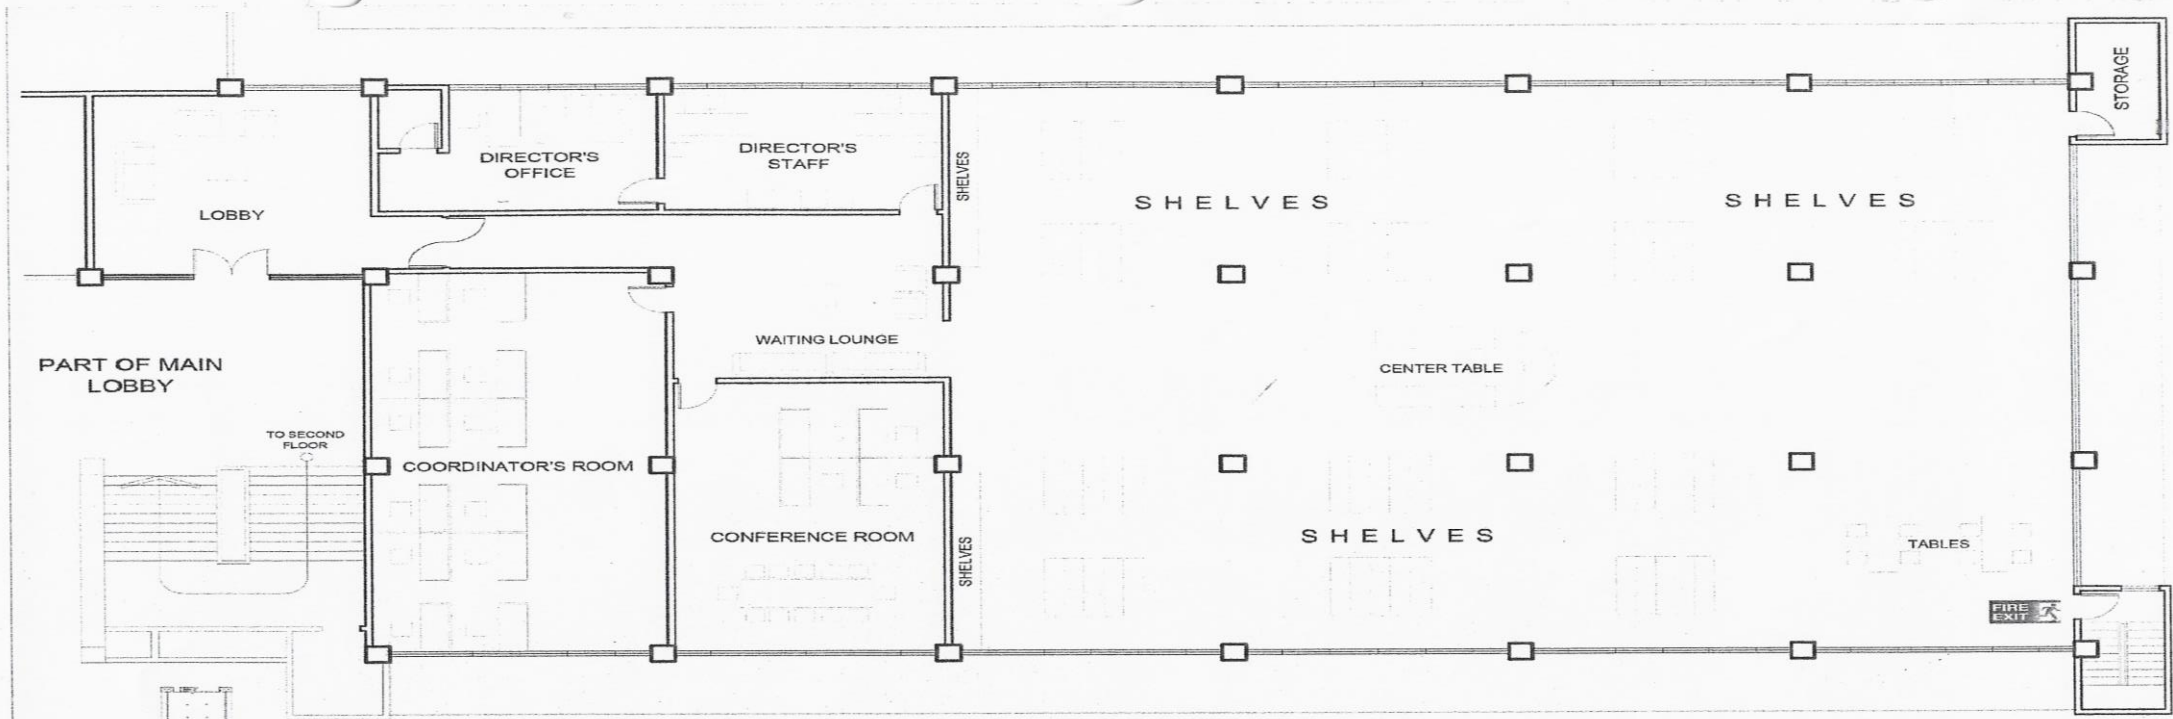 STORAGE
DIRECTOR'S
OFFICE
DIRECTOR'S
STAFF
SHELVES
SHELVES
SHELVES
LOBBY
WAITING LOUNGE
PART OF MAIN
LOBBY
CENTER TABLE
TO SECOND
FLOOR
COORDINATOR'S ROOM
CONFERENCE ROOM
SHELVES
SHELVES
TABLES
FIRE
EXIT